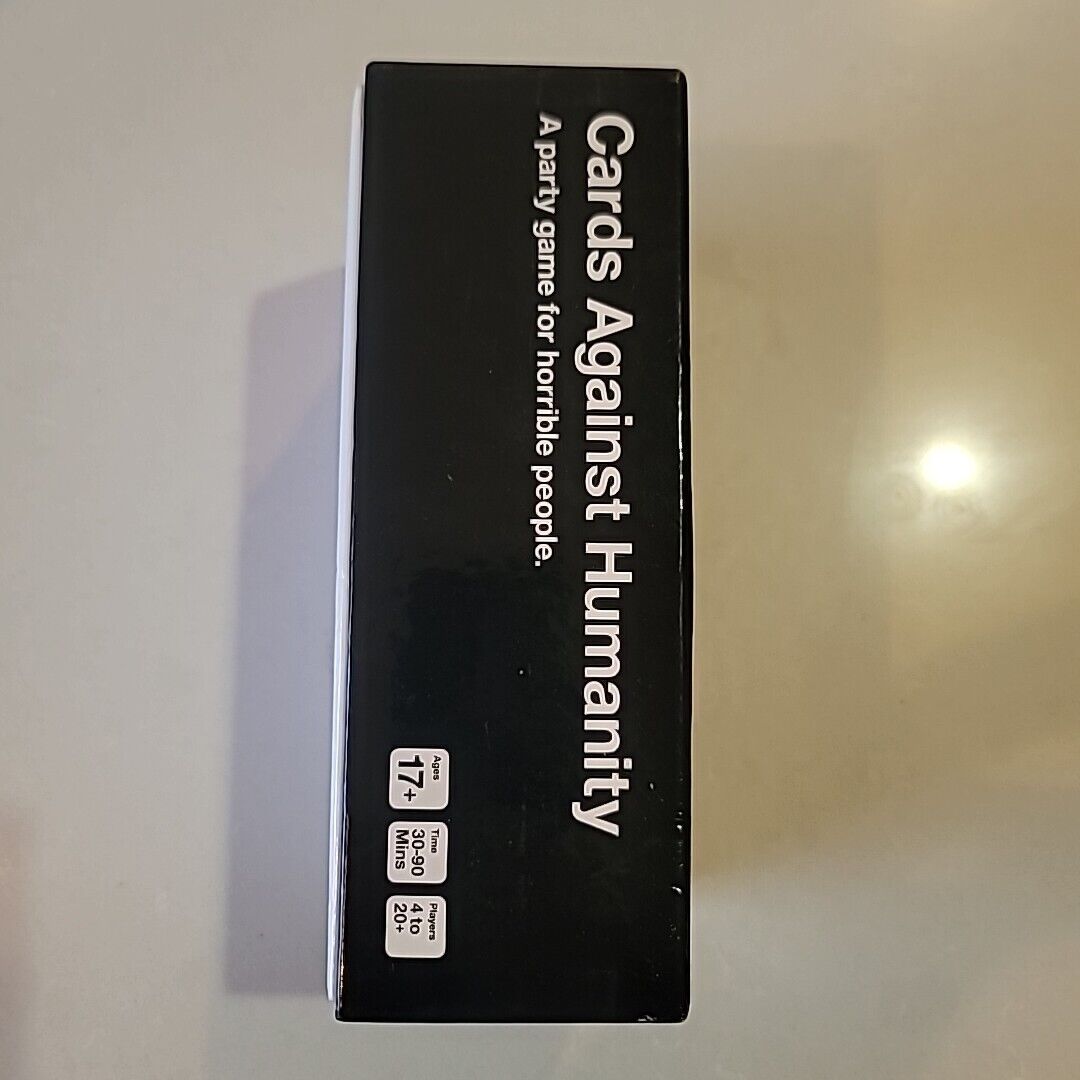 Cards Against Humanity
A party game for horrible people.
Ages
17+
Time
30-90
Mins
Players
4 to
20+